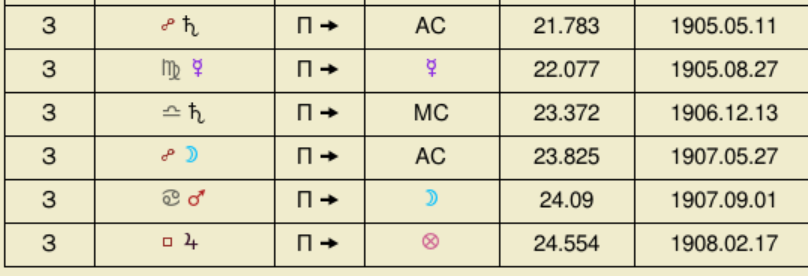 З ☍ ♄ П → AC 21.783 1905.05.11
З ♍ ☿ П → ☿ 22.077 1905.08.27
З ♎ ♄ П → MC 23.372 1906.12.13
З ☍ ☽ П → AC 23.825 1907.05.27
З ♋ ♂ П → ☽ 24.09 1907.09.01
З □ ♃ П → ⊗ 24.554 1908.02.17